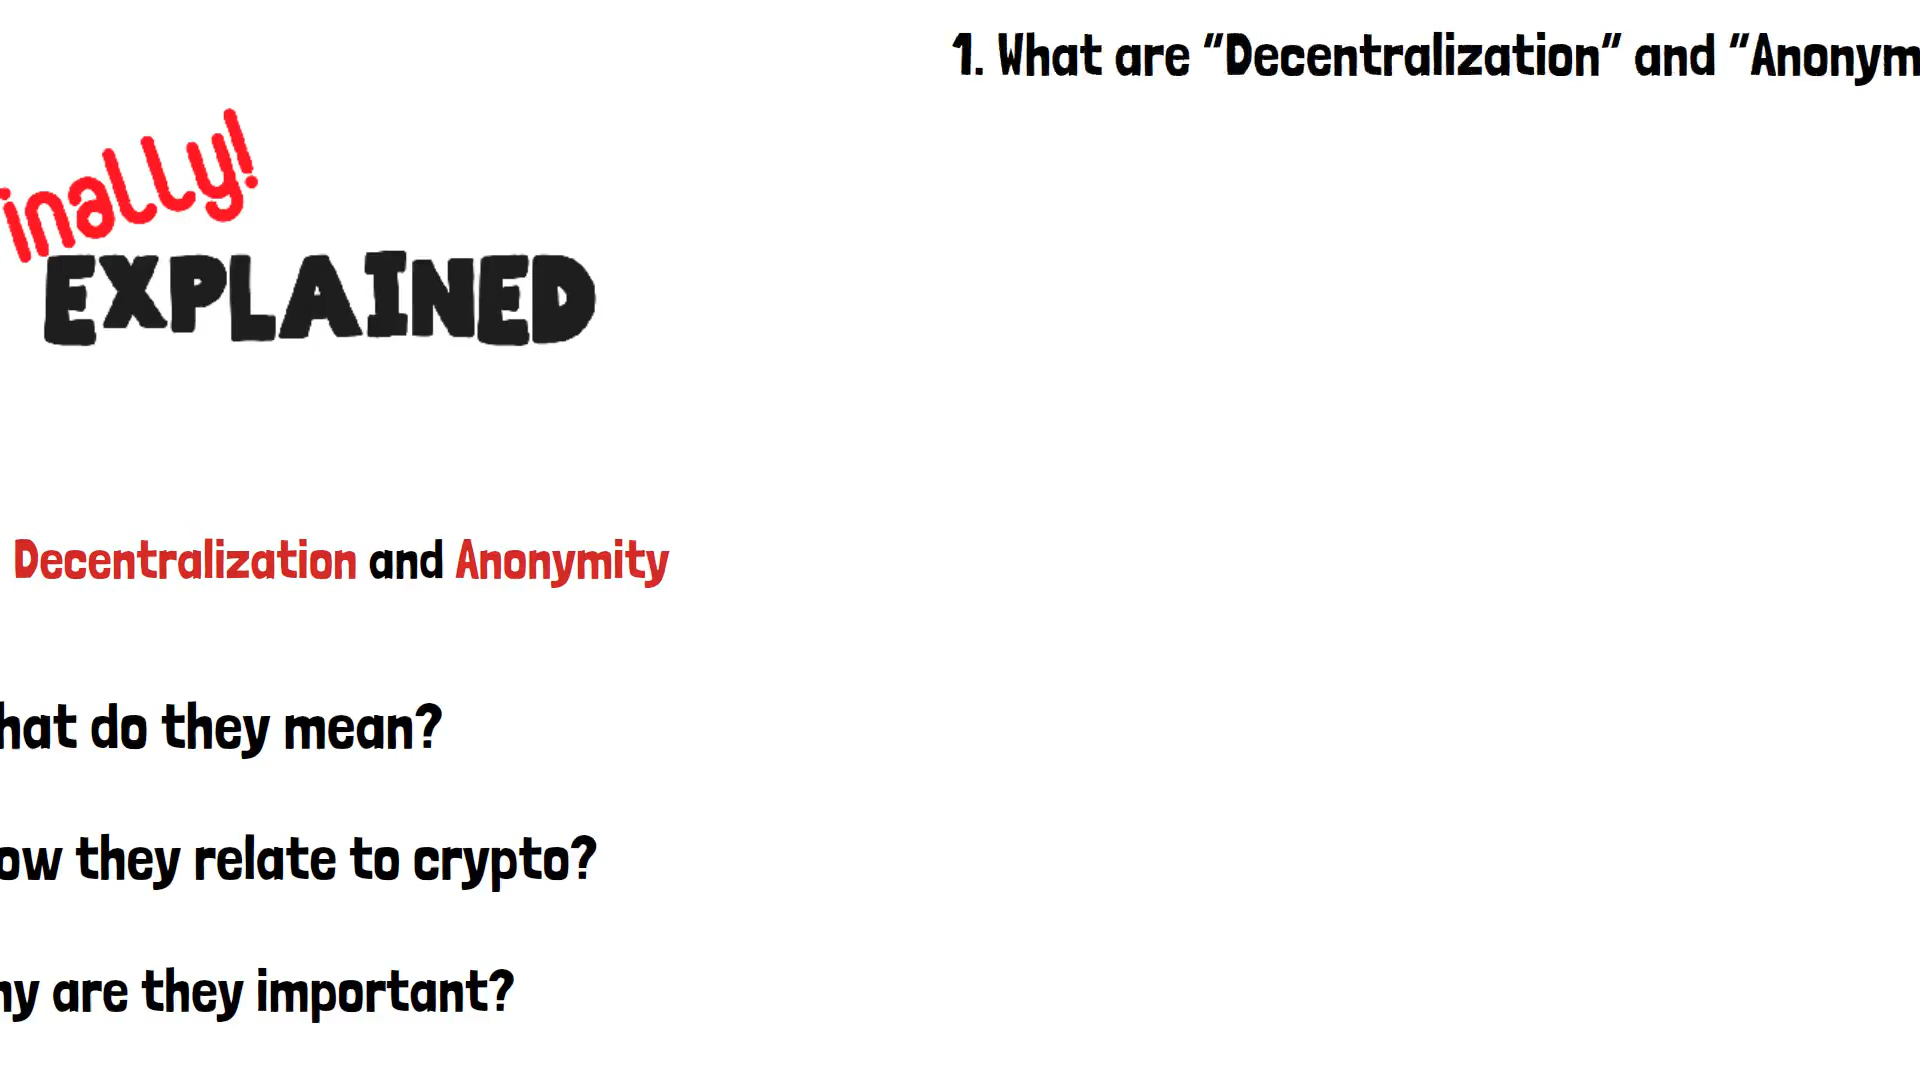 inally!
EXPLAINED
Decentralization and Anonymity
hat do they mean?
ow they relate to crypto?
hy are they important?
1. What are “Decentralization” and “Anonym